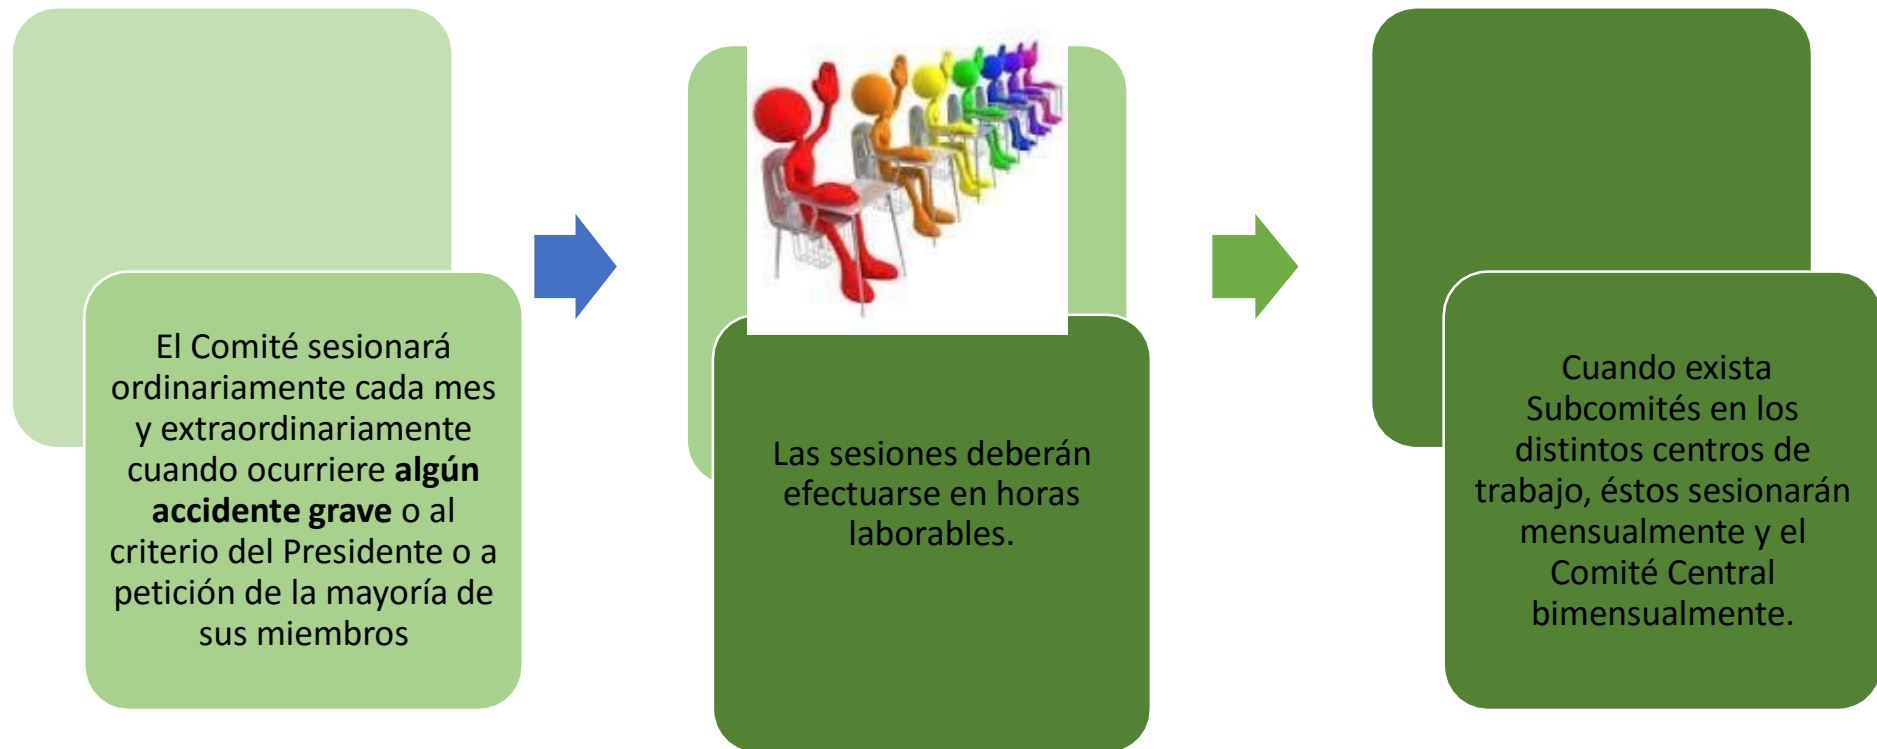 El Comité sesionará
ordinariamente cada mes
y extraordinariamente
cuando ocurriere algún
accidente grave o al
criterio del Presidente o a
petición de la mayoría de
sus miembros
Las sesiones deberán
efectuarse en horas
laborables.
Cuando exista
Subcomités en los
distintos centros de
trabajo, éstos sesionarán
mensualmente y el
Comité Central
bimensualmente.